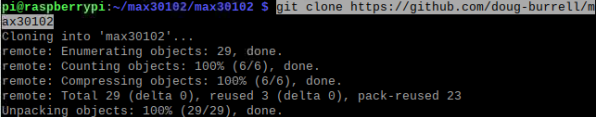 pi@raspberrypi:~/max30102/max30102 $ git clone https://github.com/doug-burrell/m
ax30102
Cloning into 'max30102'...
remote: Enumerating objects: 29, done.
remote: Counting objects: 100% (6/6), done.
remote: Compressing objects: 100% (6/6), done.
remote: Total 29 (delta 0), reused 3 (delta 0), pack-reused 23
Unpacking objects: 100% (29/29), done.